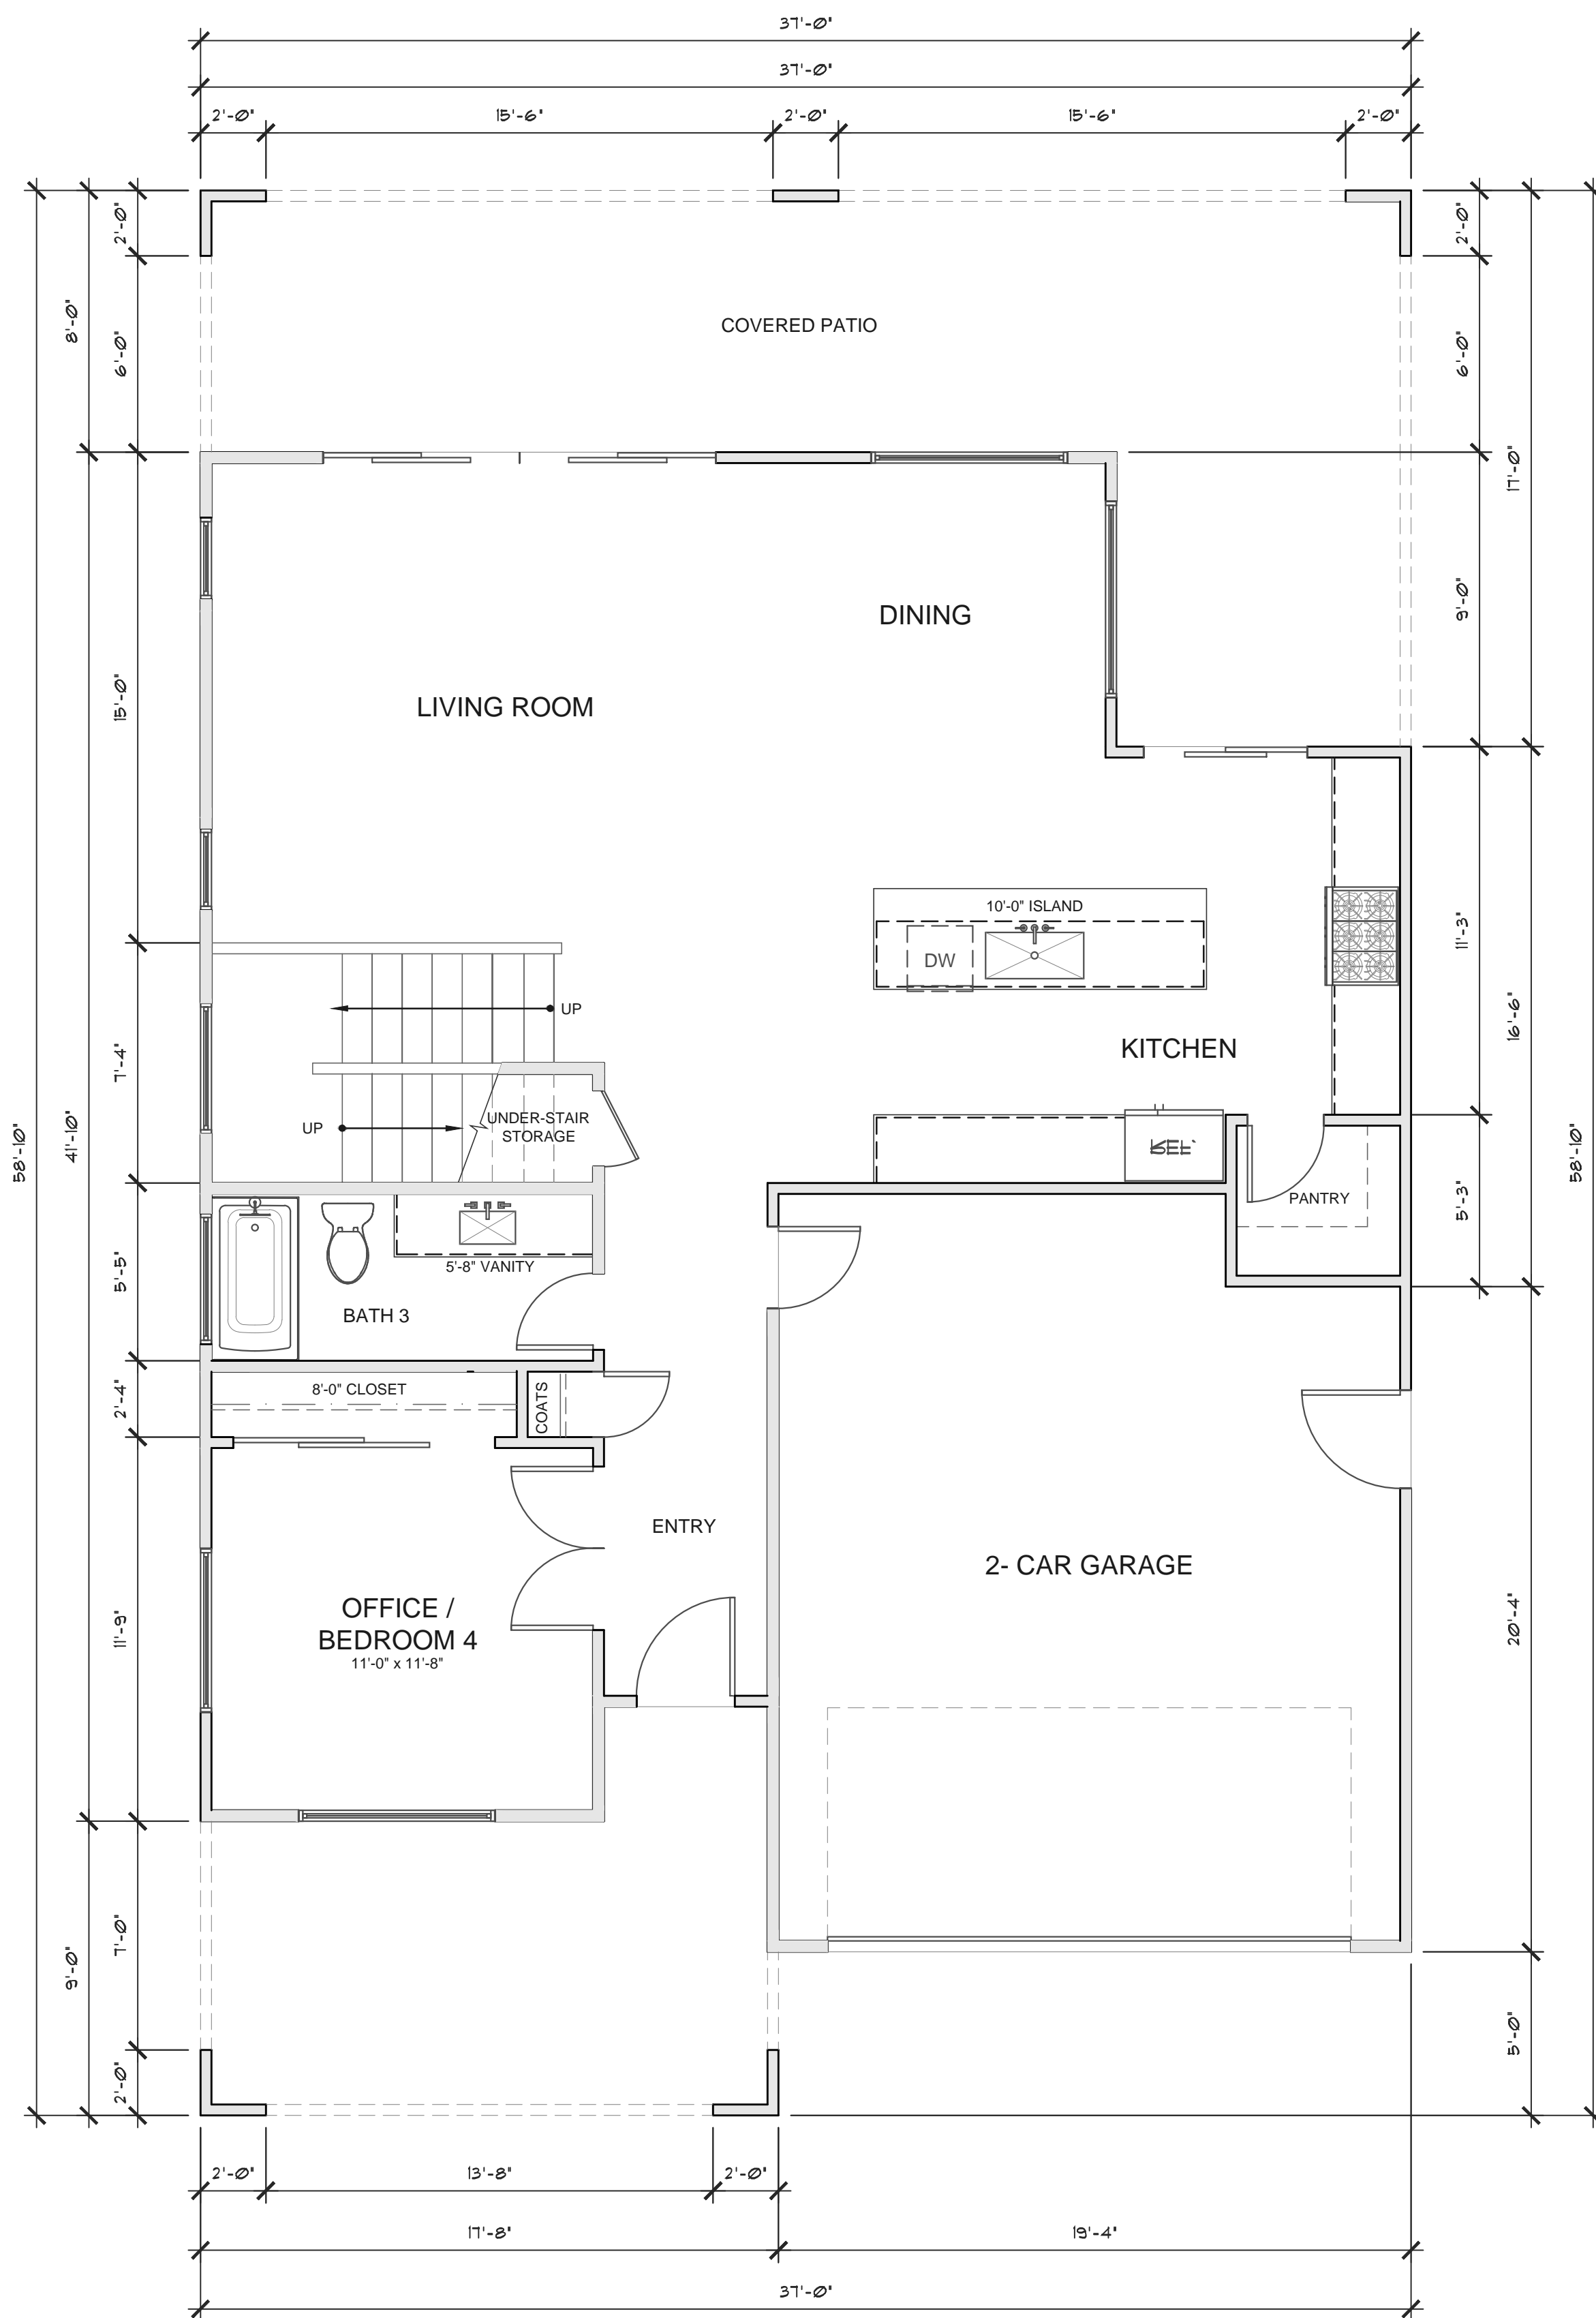 37'-0"
37'-0"
2'-0"
15'-6"
2'-0"
15'-6"
2'-0"
2'-0"
8'-0"
6'-0"
COVERED PATIO
2'-0"
6'-0"
17'-0"
9'-0"
DINING
LIVING ROOM
15'-0"
10'-0" ISLAND
DW
11'-3"
UP
KITCHEN
16'-6"
7'-4"
UP
UNDER-STAIR
STORAGE
REF.
58'-10"
41'-10"
58'-10"
PANTRY
5'-3"
5'-8" VANITY
5'-5"
BATH 3
8'-0" CLOSET
COATS
2'-4"
ENTRY
2- CAR GARAGE
OFFICE /
BEDROOM 4
11'-0" x 11'-8"
11'-9"
20'-4"
7'-0"
9'-0"
2'-0"
5'-0"
2'-0"
13'-8"
2'-0"
17'-8"
19'-4"
37'-0"